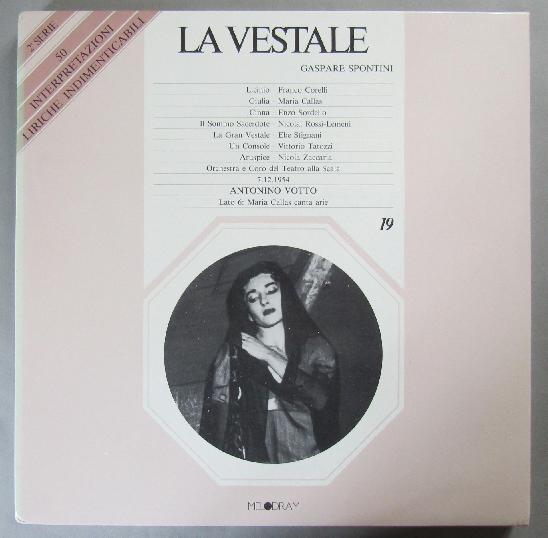 2ª SERIE
50
INTERPRETAZIONI
LIRICHE INDIMENTICABILI
LA VESTALE
GASPARE SPONTINI
Licinio - Franco Corelli
Giulia - Maria Callas
Cinna - Enzo Sordello
Il Sommo Sacerdote - Nicola Rossi-Lemeni
La Gran Vestale - Ebe Stignani
Un Console - Vittorio Tatozzi
Aruspice - Nicola Zaccaria
Orchestra e Coro del Teatro alla Scala
7.12.1954
ANTONINO VOTTO
Lato 6: Maria Callas canta arie
19
MELODRAM